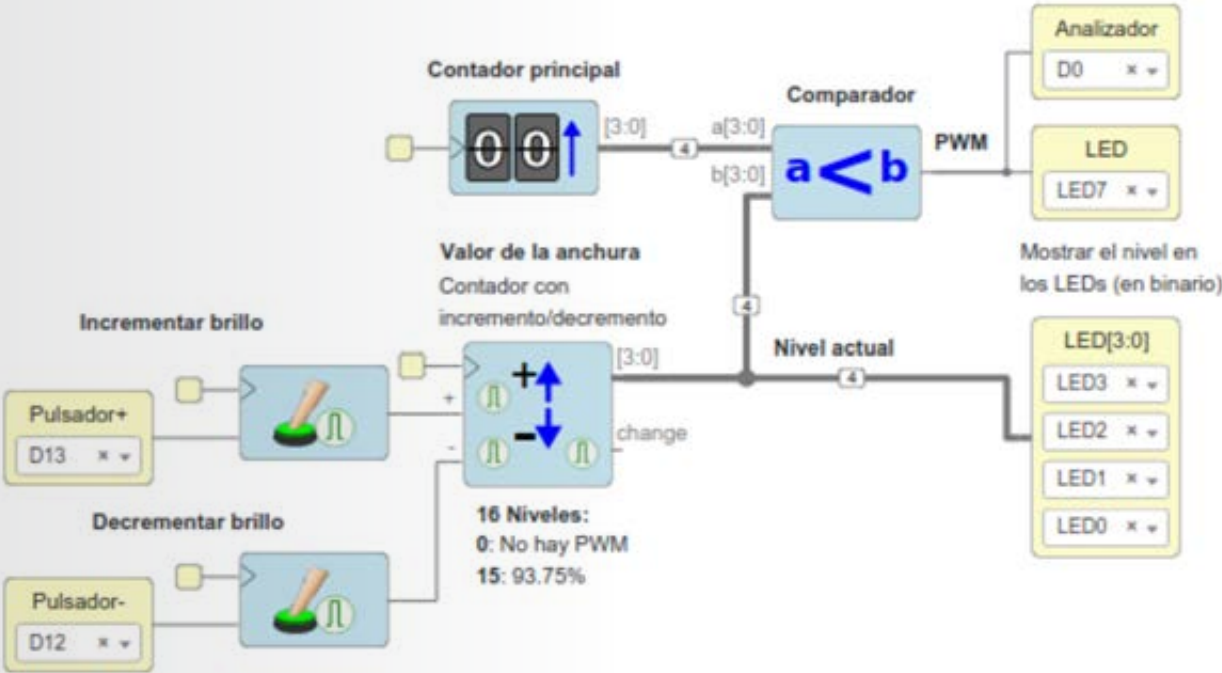 Analizador
D0
Contador principal
Comparador
00
[3:0]
4
a[3:0]
b[3:0]
a<b
PWM
LED
LED7
Valor de la anchura
Contador con
incremento/decremento
Mostrar el nivel en
los LEDs (en binario)
4
Incrementar brillo
[3:0]
Nivel actual
4
LED[3:0]
LED3
LED2
LED1
LED0
Pulsador+
D13
+
-
+
-
change
16 Niveles:
0: No hay PWM
15: 93.75%
Decrementar brillo
Pulsador-
D12